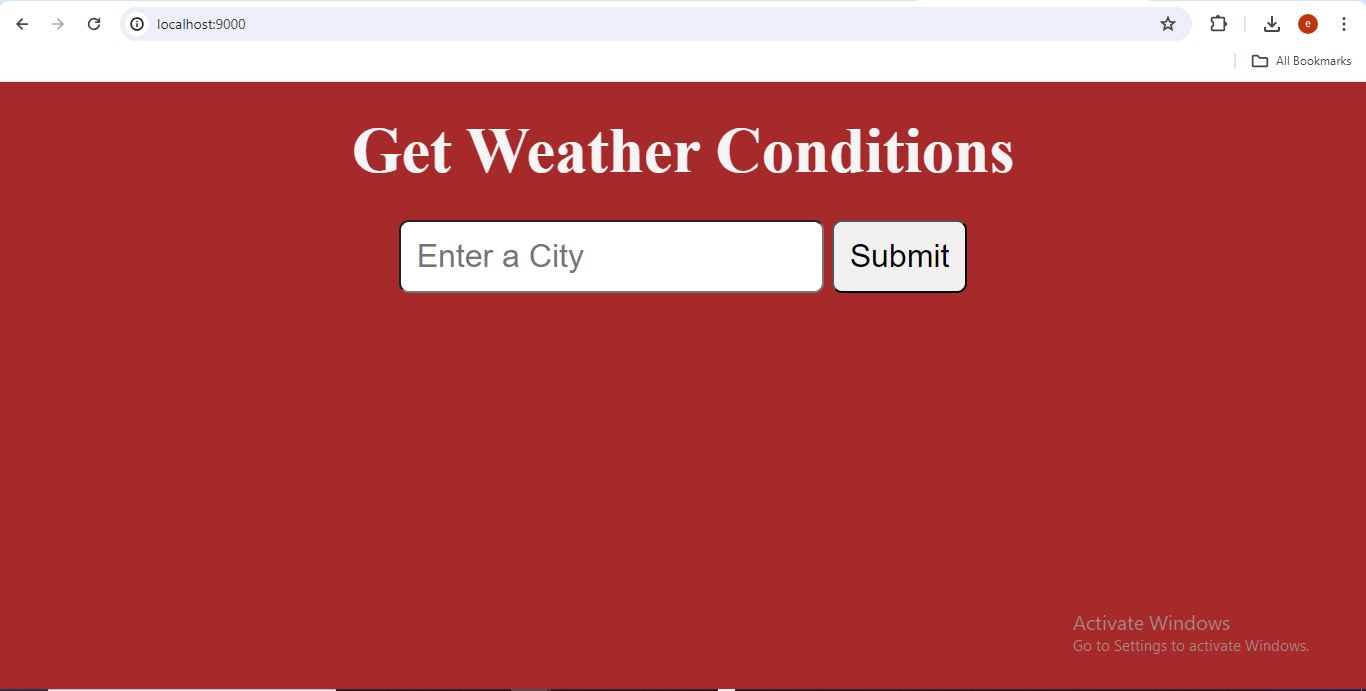 localhost:9000
e
All Bookmarks
Get Weather Conditions
Enter a City
Submit
Activate Windows
Go to Settings to activate Windows.